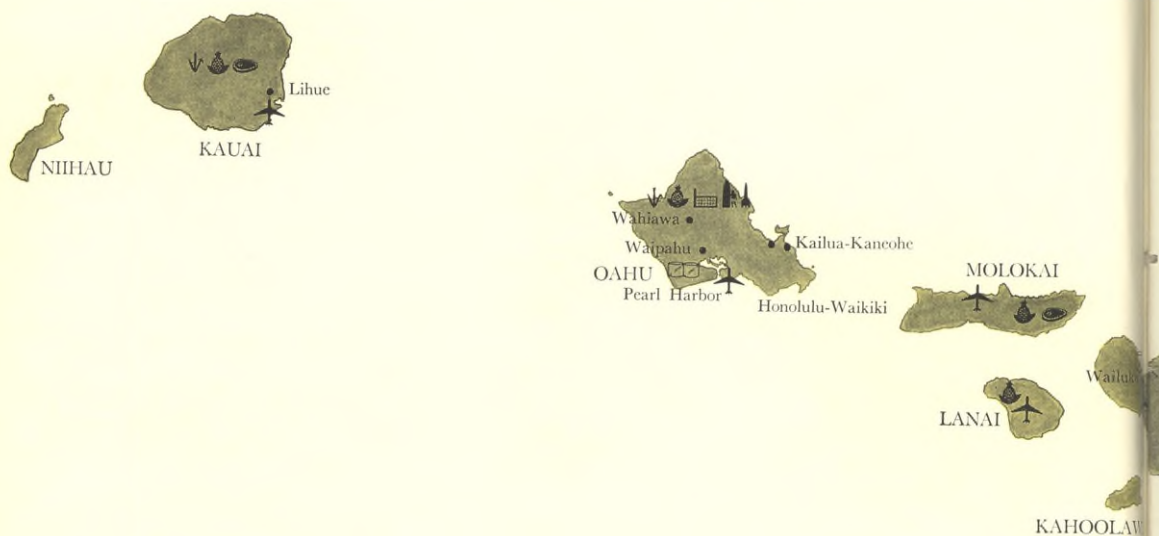 Lihue
KAUAI
NIIHAU
Wahiawa
Waipahu
Kailua-Kaneohe
OAHU
Pearl Harbor
Honolulu-Waikiki
MOLOKAI
LANAI